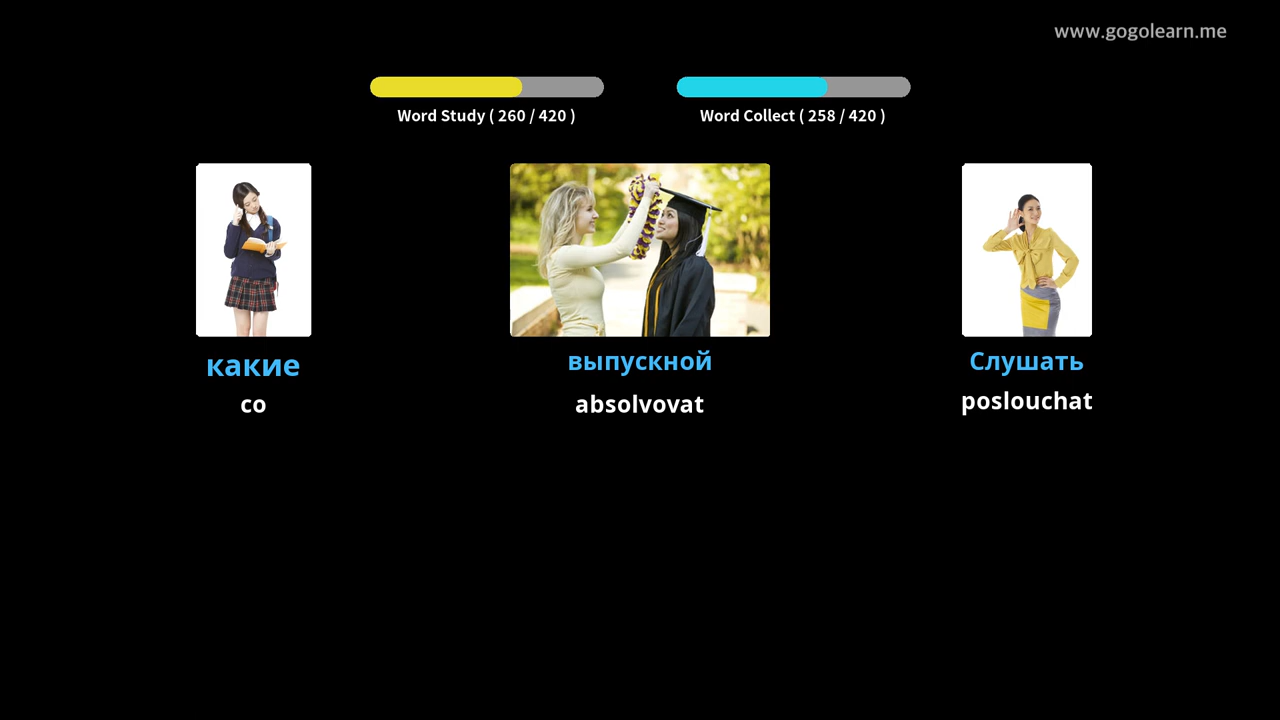 www.gogolearn.me
Word Study ( 260 / 420 )
Word Collect ( 258 / 420 )
какие
выпускной
Слушать
co
absolvovat
poslouchat